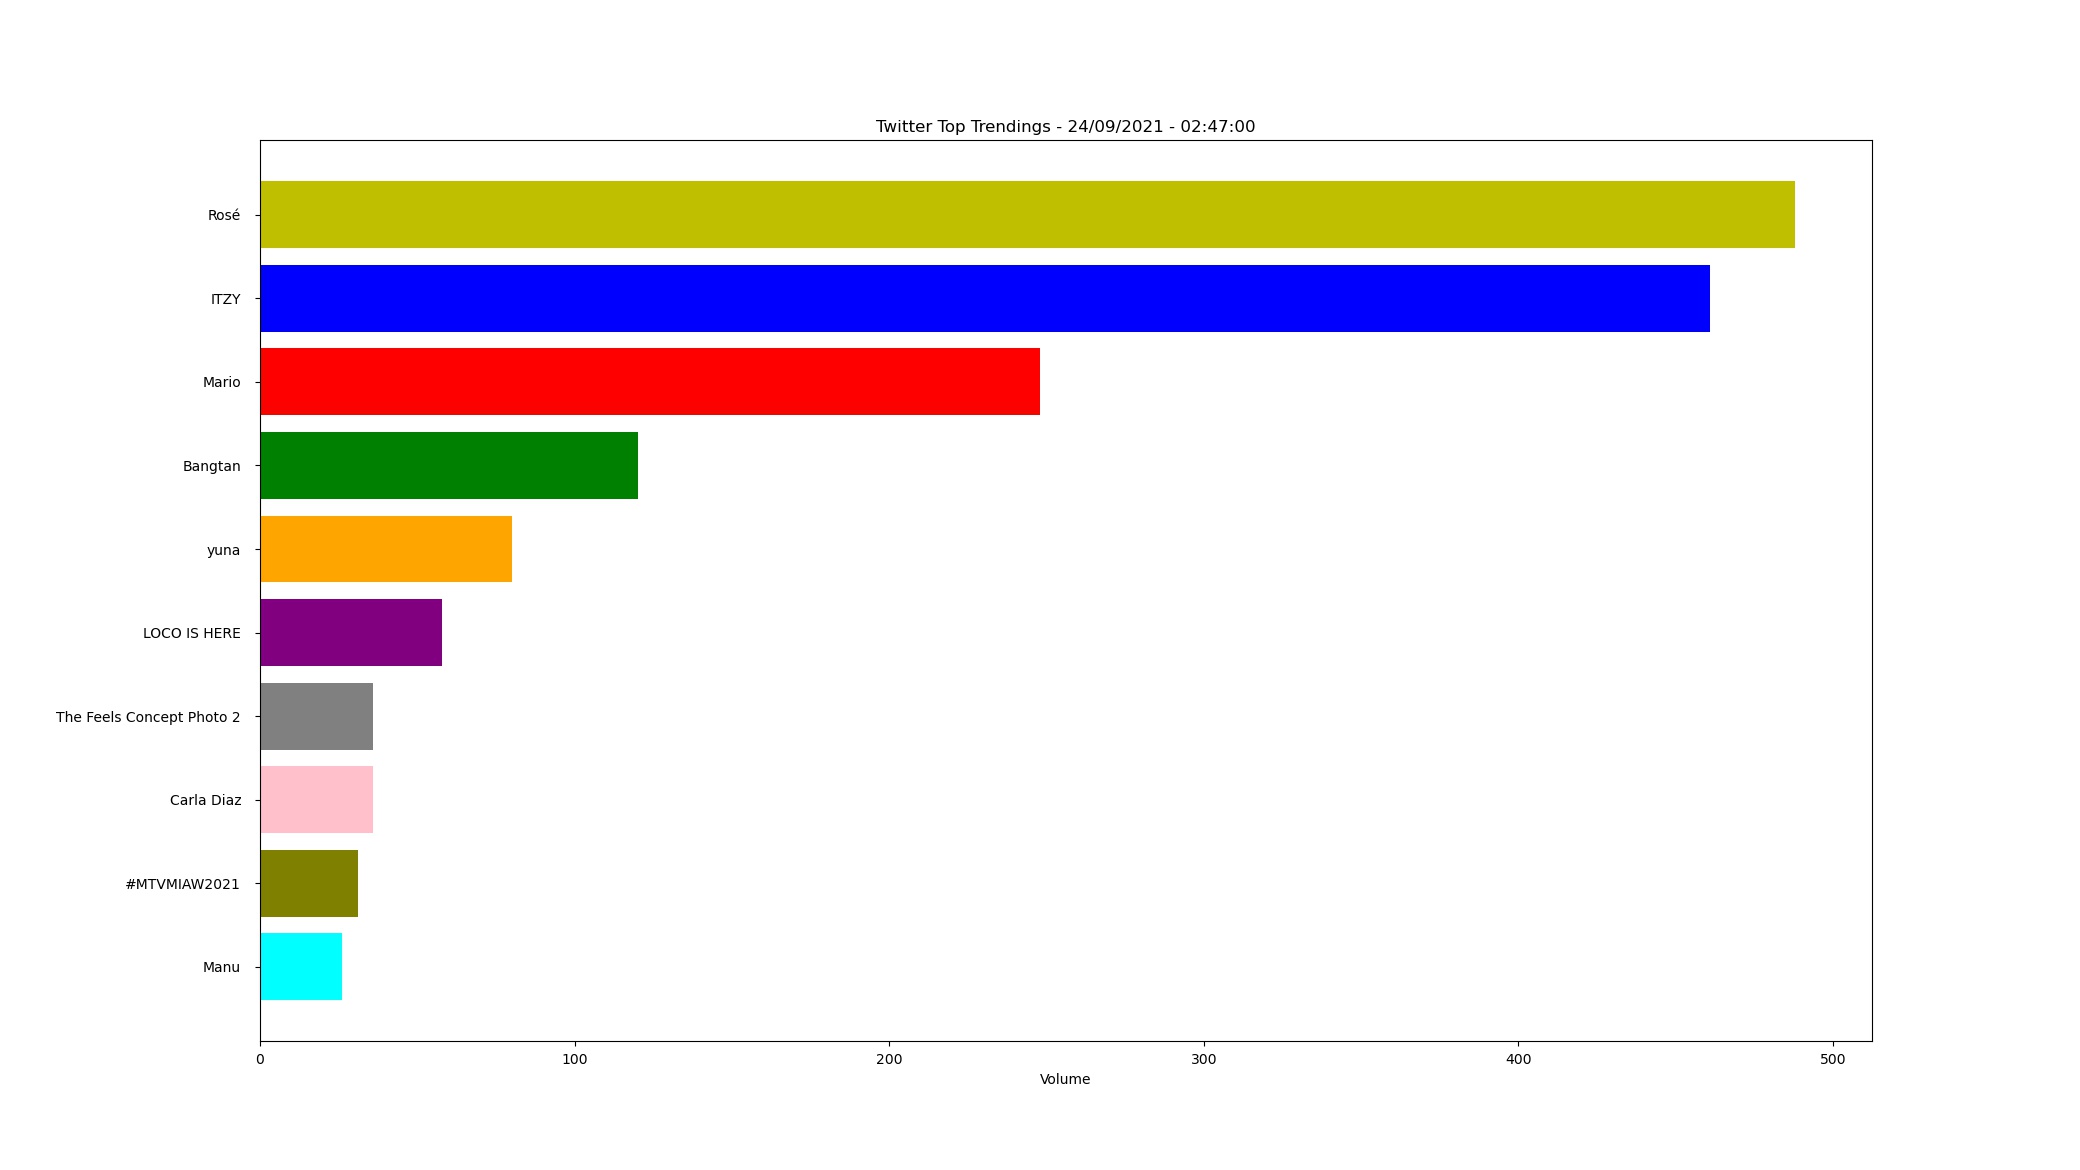 Twitter Top Trendings - 24/09/2021 - 02:47:00
Rosé
ITZY
Mario
Bangtan
yuna
LOCO IS HERE
The Feels Concept Photo 2
Carla Diaz
#MTVMIAW2021
Manu
0 100 200 300 400 500
Volume